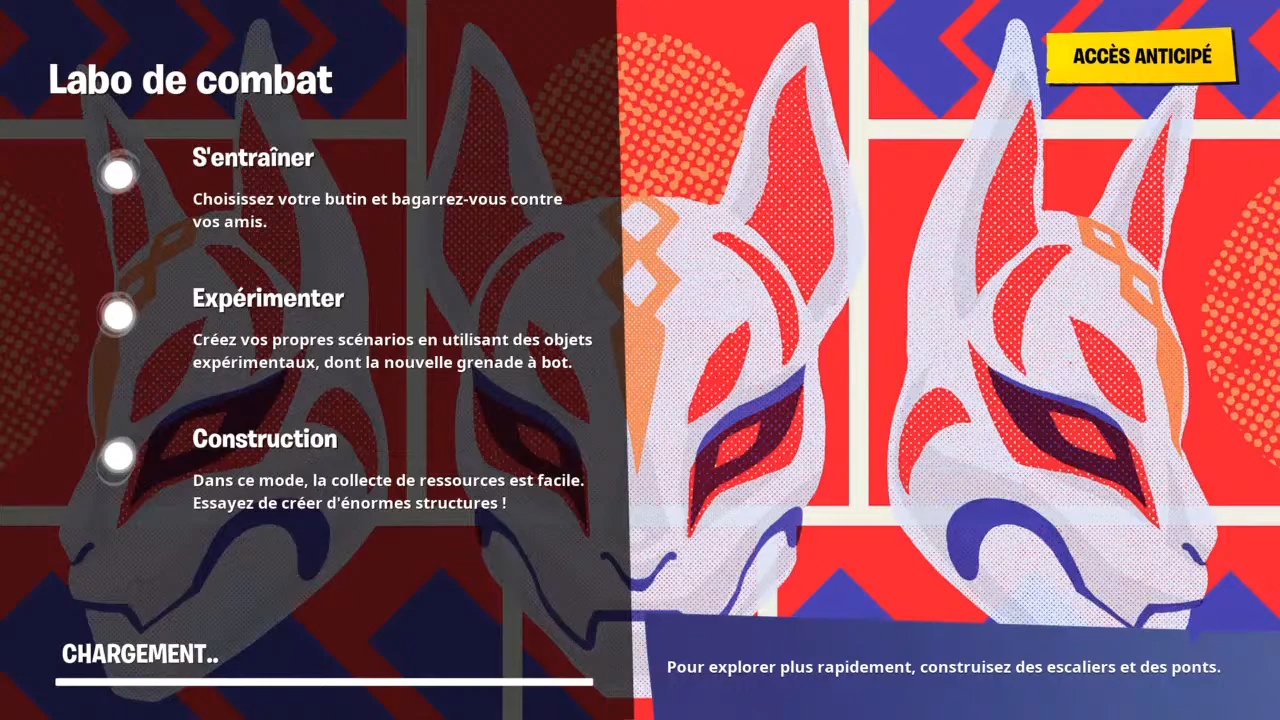 Labo de combat
ACCÈS ANTICIPÉ
S'entraîner
Choisissez votre butin et bagarrez-vous contre
vos amis.
Expérimenter
Créez vos propres scénarios en utilisant des objets
expérimentaux, dont la nouvelle grenade à bot.
Construction
Dans ce mode, la collecte de ressources est facile.
Essayez de créer d'énormes structures !
CHARGEMENT..
Pour explorer plus rapidement, construisez des escaliers et des ponts.